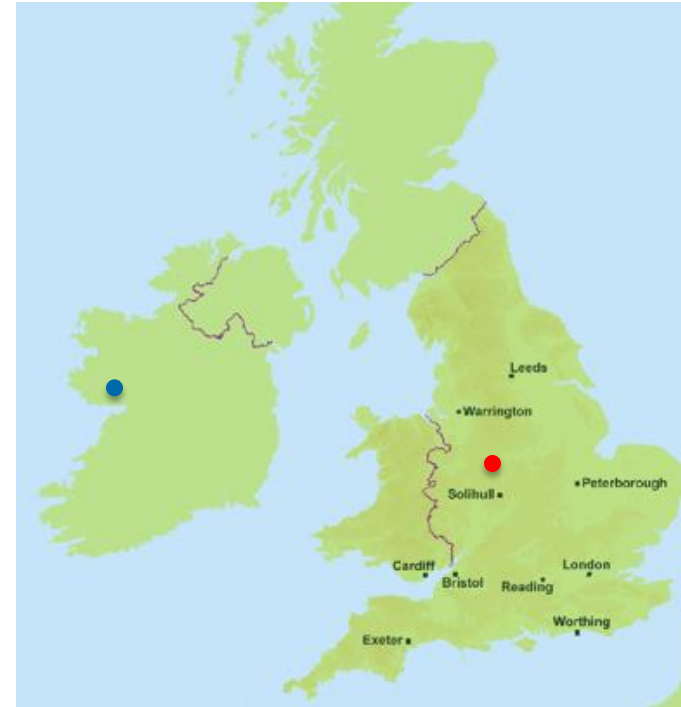 Leeds
Warrington
Peterborough
Solihull
Cardiff
London
Bristol
Reading
Worthing
Exeter